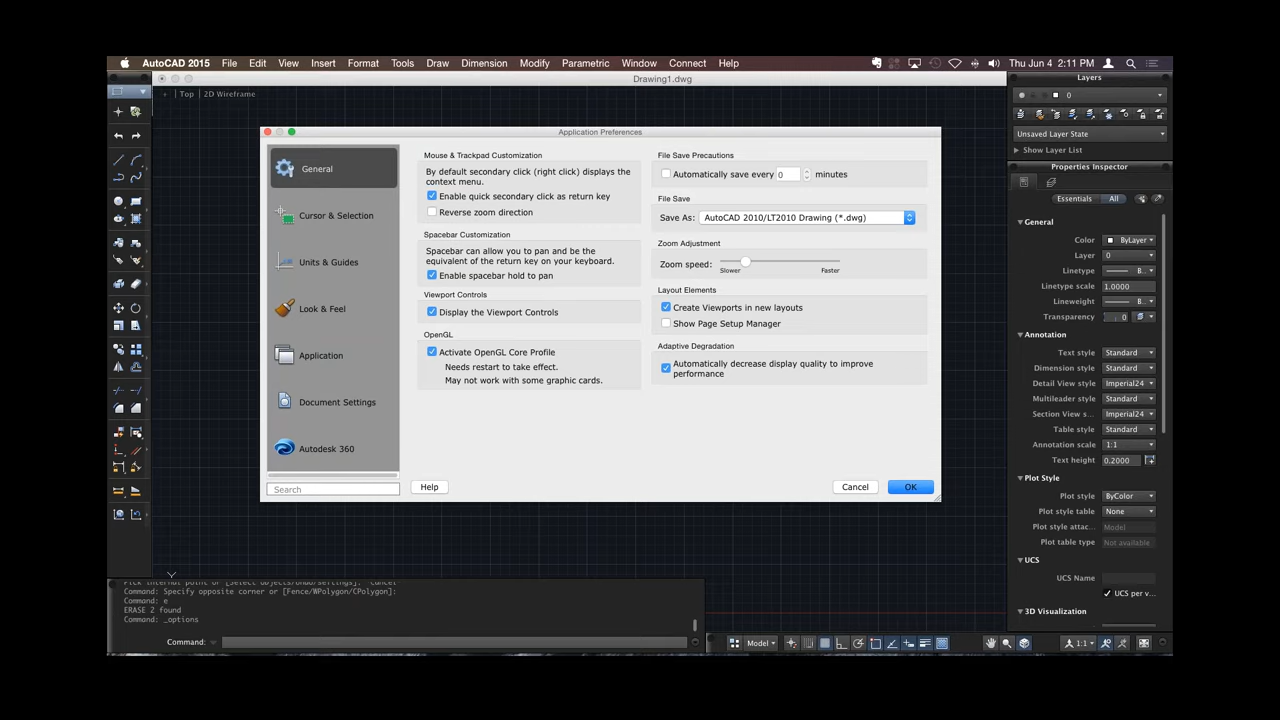 AutoCAD 2015 File Edit View Insert Format Tools Draw Dimension Modify Parametric Window Connect Help Thu Jun 4 2:11 PM
Drawing1.dwg
Top 2D Wireframe
Application Preferences
General
Cursor & Selection
Units & Guides
Look & Feel
Application
Document Settings
Autodesk 360
Search
Mouse & Trackpad Customization
By default secondary click (right click) displays the
context menu.
Enable quick secondary click as return key
Reverse zoom direction
Spacebar Customization
Spacebar can allow you to pan and be the
equivalent of the return key on your keyboard.
Enable spacebar hold to pan
Viewport Controls
Display the Viewport Controls
OpenGL
Activate OpenGL Core Profile
Needs restart to take effect.
May not work with some graphic cards.
File Save Precautions
Automatically save every 0 minutes
File Save
Save As: AutoCAD 2010/LT2010 Drawing (*.dwg)
Zoom Adjustment
Zoom speed:
Slower Faster
Layout Elements
Create Viewports in new layouts
Show Page Setup Manager
Adaptive Degradation
Automatically decrease display quality to improve
performance
Help Cancel OK
Layers
0
Unsaved Layer State
Show Layer List
Properties Inspector
Essentials All
General
Color ByLayer
Layer 0
Linetype B...
Linetype scale 1.0000
Lineweight B...
Transparency 0
Annotation
Text style Standard
Dimension style Standard
Detail View style Imperial24
Multileader style Standard
Section View s... Imperial24
Table style Standard
Annotation scale 1:1
Text height 0.2000
Plot Style
Plot style ByColor
Plot style table None
Plot style attac... Model
Plot table type Not available
UCS
UCS Name
UCS per v...
3D Visualization
Y
Command: Specify opposite corner or [Fence/WPolygon/CPolygon]:
Command: e
ERASE 2 found
Command: _options
Command:
Model 1:1